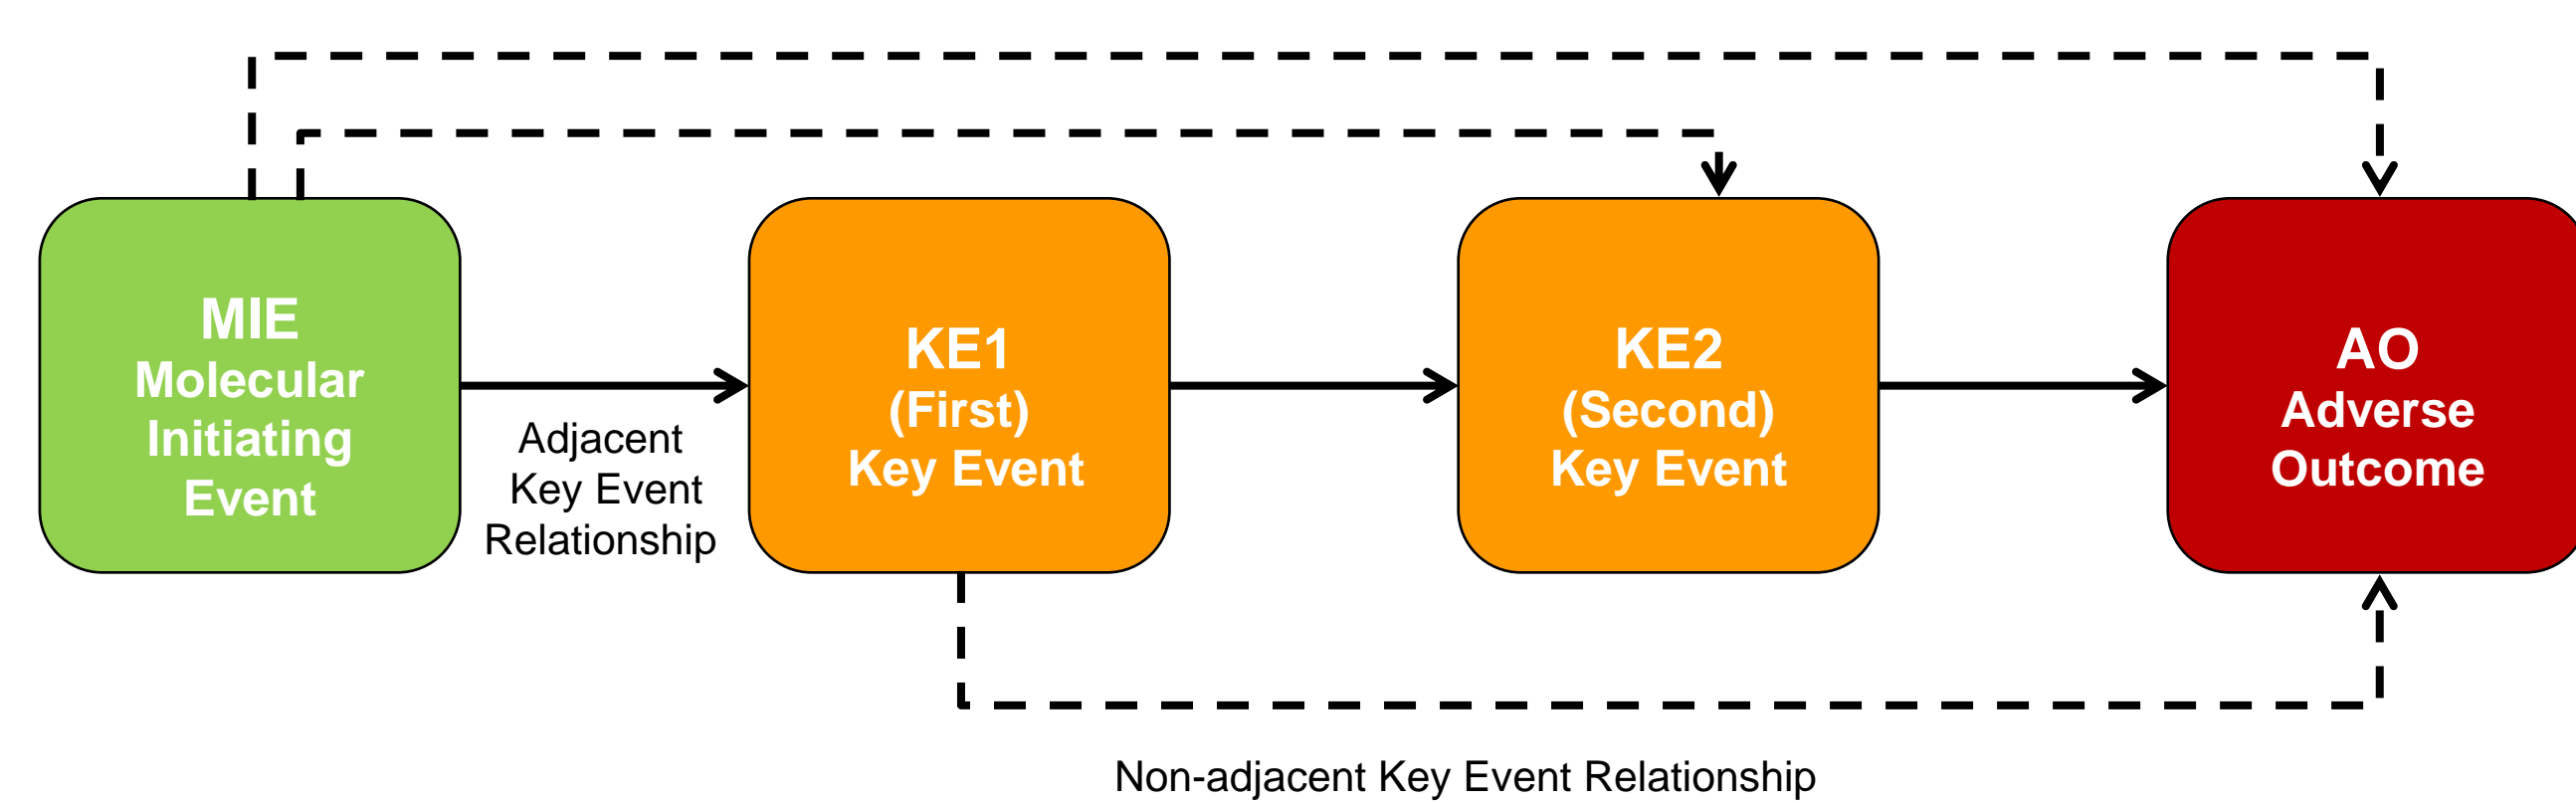 MIE
Molecular
Initiating
Event
Adjacent
Key Event
Relationship
KE1
(First)
Key Event
KE2
(Second)
Key Event
AO
Adverse
Outcome
Non-adjacent Key Event Relationship